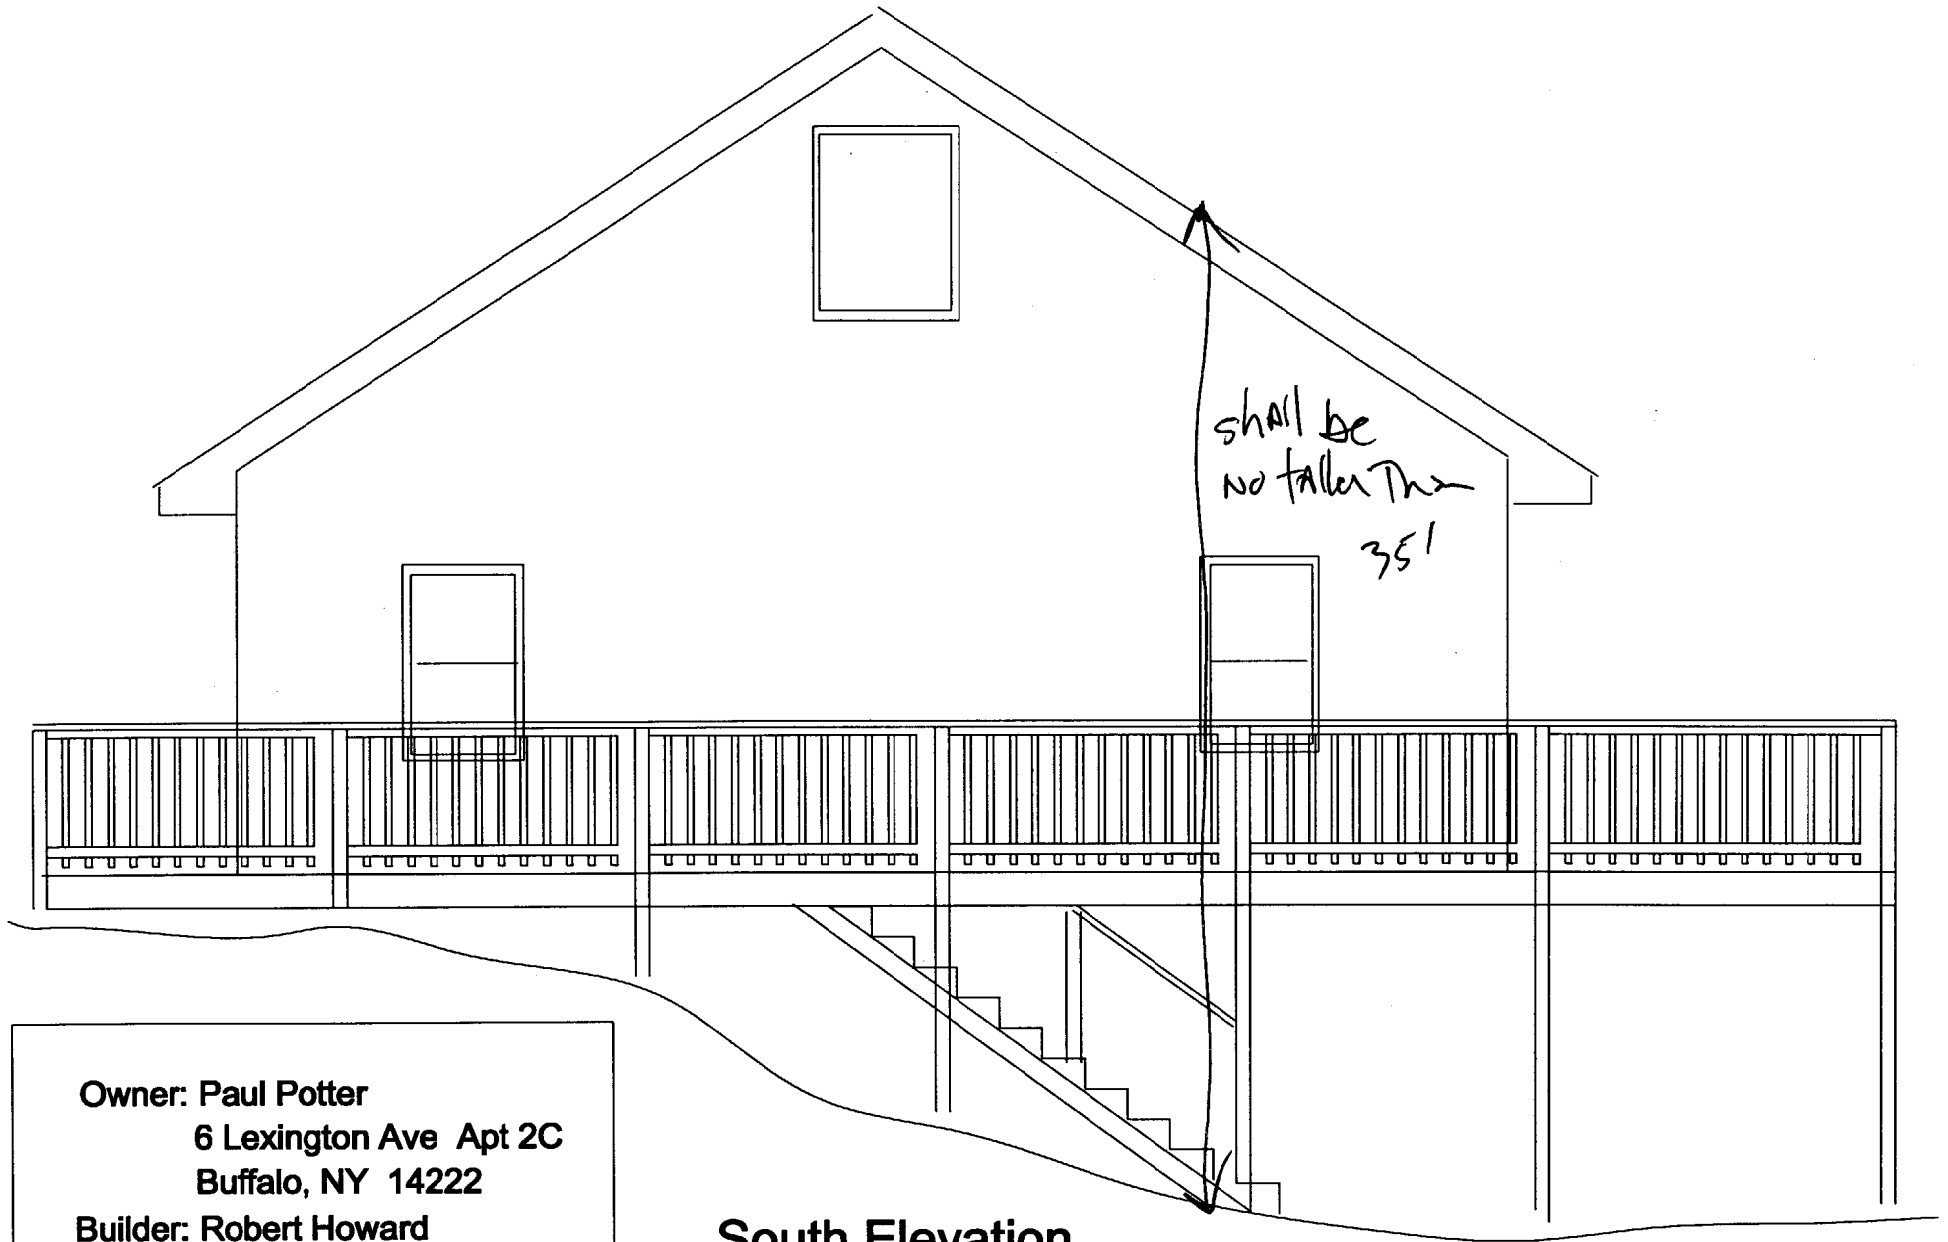 shAll be
No tAller Than
35'
Owner: Paul Potter
6 Lexington Ave Apt 2C
Buffalo, NY 14222
Builder: Robert Howard
South Elevation